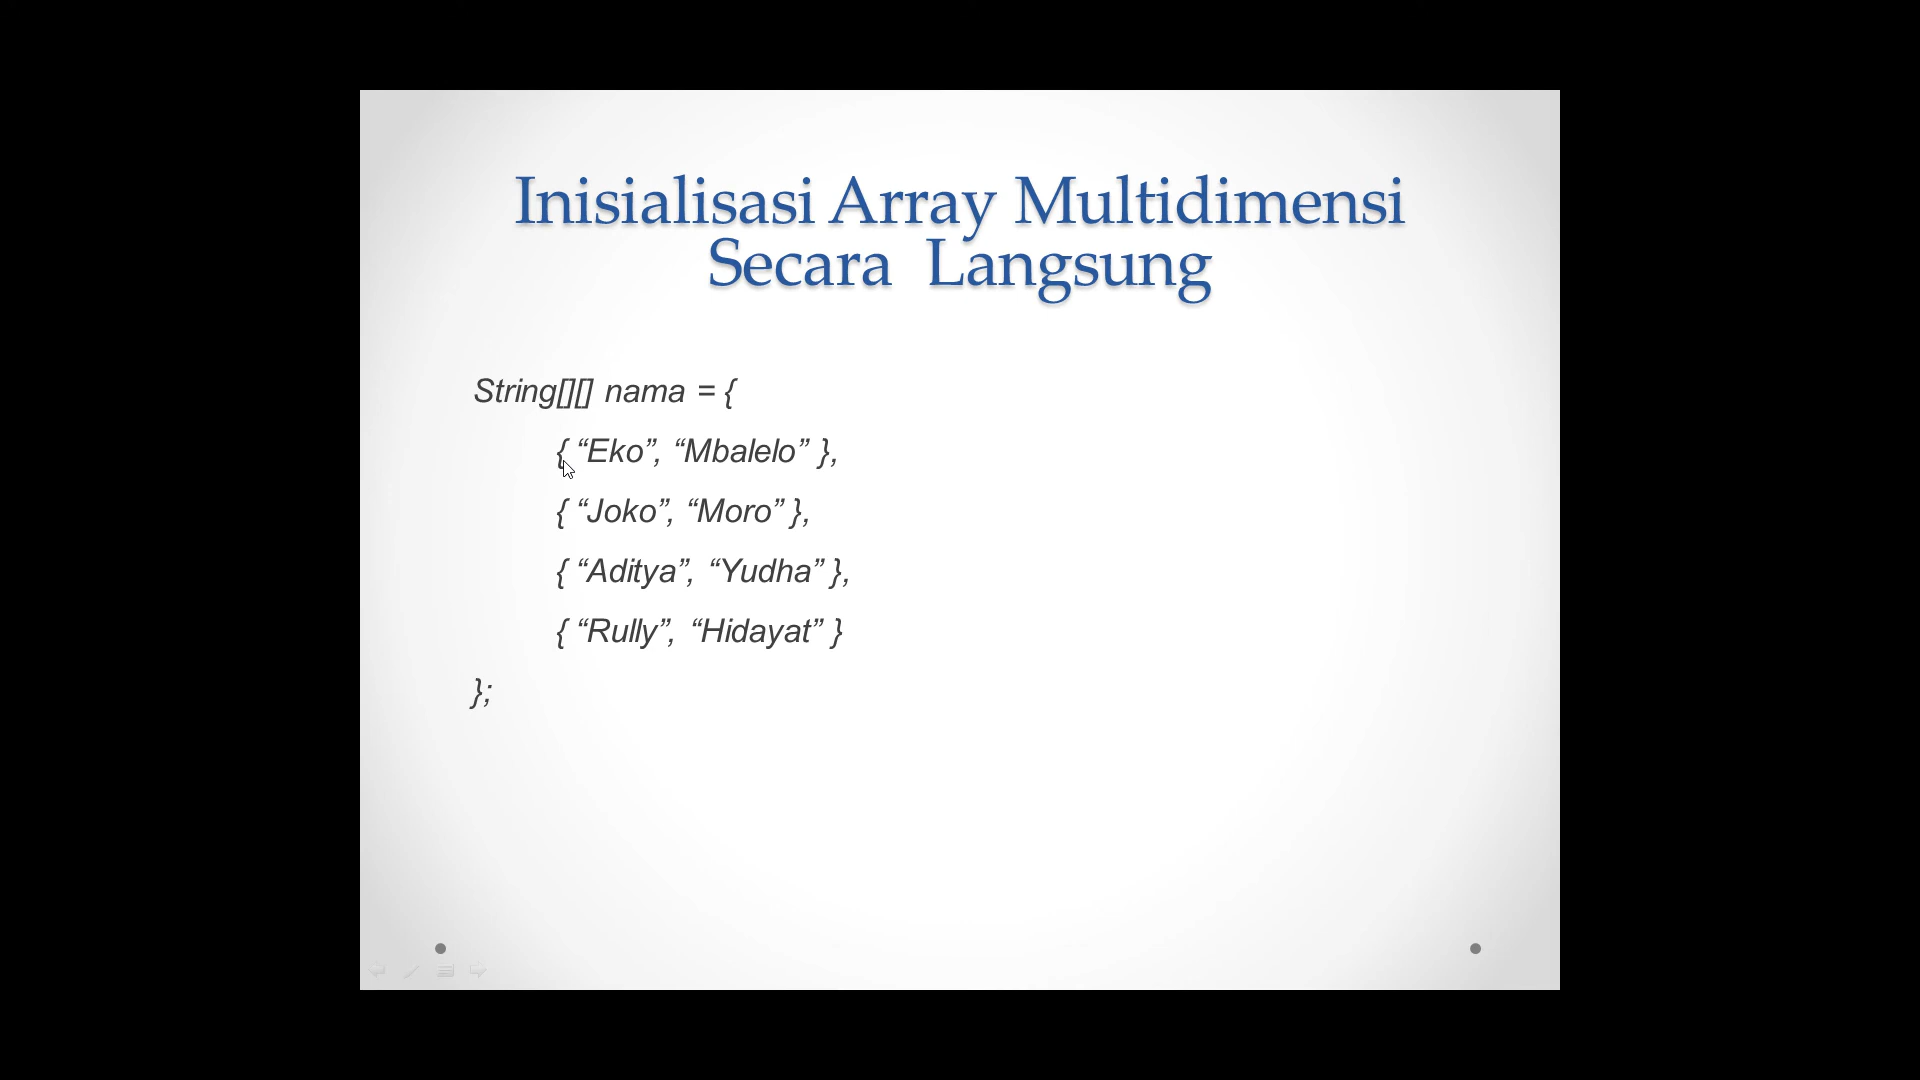 Inisialisasi Array Multidimensi
Secara Langsung
String[][] nama = {
{ “Eko”, “Mbalelo” },
{ “Joko”, “Moro” },
{ “Aditya”, “Yudha” },
{ “Rully”, “Hidayat” }
};